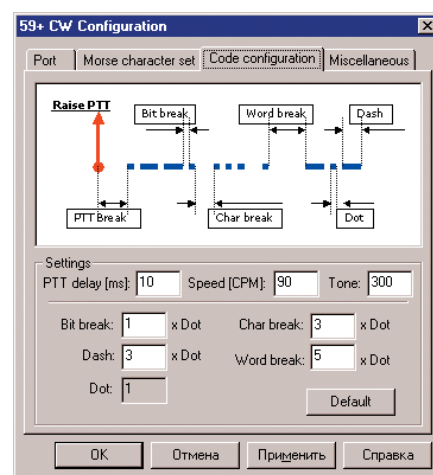 59+ CW Configuration
Port Morse character set Code configuration Miscellaneous
Raise PTT
Bit break Word break Dash
PTT Break Char break Dot
Settings
PTT delay [ms]: 10 Speed [CPM]: 90 Tone: 300
Bit break: 1 x Dot Char break: 3 x Dot
Dash: 3 x Dot Word break: 5 x Dot
Dot: 1
Default
OK Отмена Применить Справка